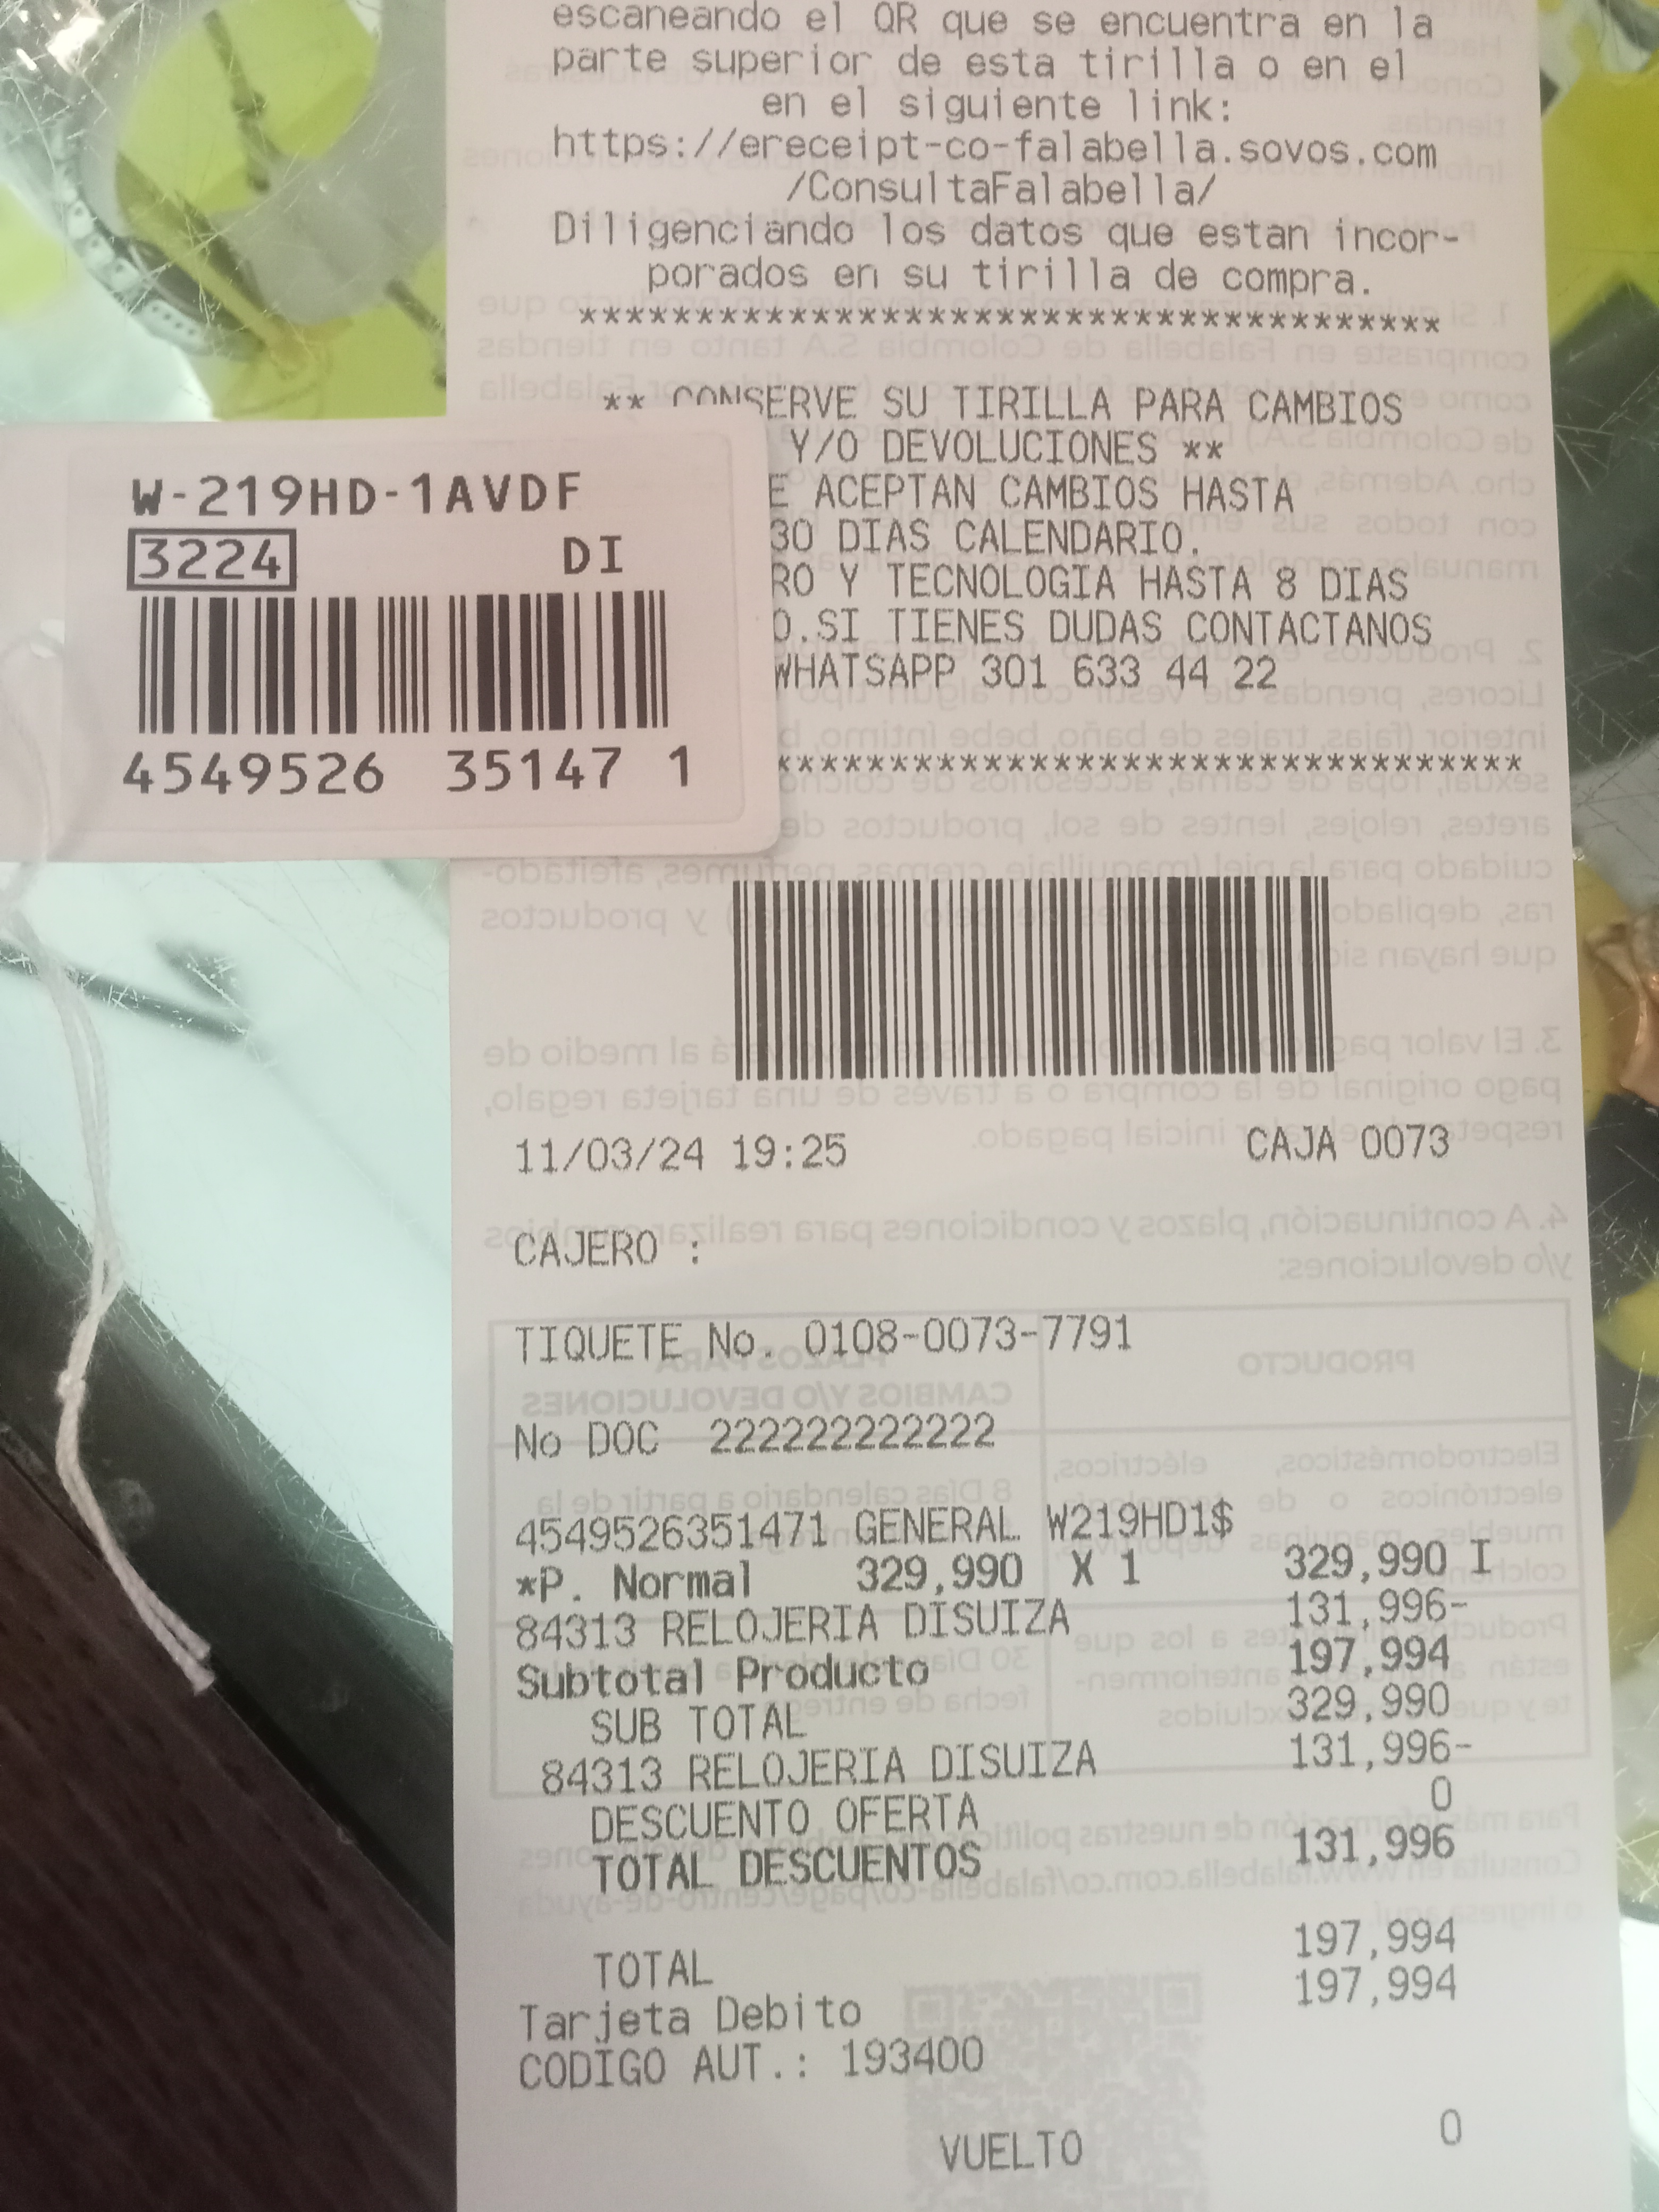 escaneando el QR que se encuentra en la
parte superior de esta tirilla o en el
en el siguiente link:
https://ereceipt-co-falabella.sovos.com
/ConsultaFalabella/
Diligenciando los datos que estan incor-
porados en su tirilla de compra.
*************************************
** CONSERVE SU TIRILLA PARA CAMBIOS
Y/O DEVOLUCIONES **
E ACEPTAN CAMBIOS HASTA
30 DIAS CALENDARIO.
RO Y TECNOLOGIA HASTA 8 DIAS
O.SI TIENES DUDAS CONTACTANOS
WHATSAPP 301 633 44 22
********************************
W-219HD-1AVDF
3224 DI
4549526 35147 1
11/03/24 19:25 CAJA 0073
CAJERO :
TIQUETE No. 0108-0073-7791
No DOC 222222222222
4549526351471 GENERAL W219HD1$
*P. Normal 329,990 X 1 329,990 I
84313 RELOJERIA DISUIZA 131,996-
Subtotal Producto 197,994
SUB TOTAL 329,990
84313 RELOJERIA DISUIZA 131,996-
DESCUENTO OFERTA 0
TOTAL DESCUENTOS 131,996
TOTAL 197,994
Tarjeta Debito 197,994
CODIGO AUT.: 193400
VUELTO 0